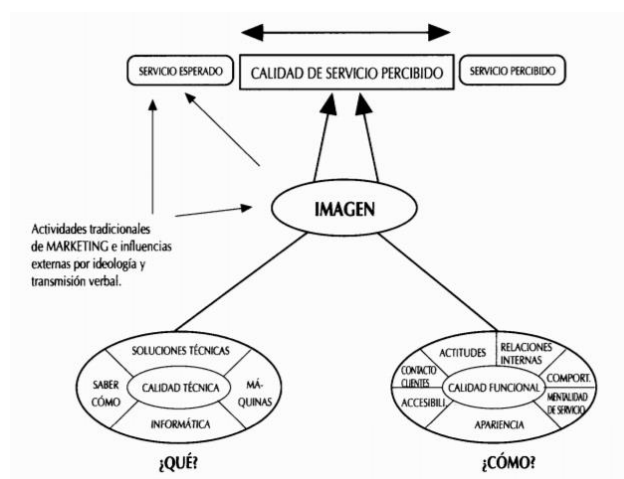 SERVICIO ESPERADO
CALIDAD DE SERVICIO PERCIBIDO
SERVICIO PERCIBIDO
IMAGEN
Actividades tradicionales
de MARKETING e influencias
externas por ideología y
transmisión verbal.
SOLUCIONES TÉCNICAS
SABER
CÓMO
CALIDAD TÉCNICA
MÁ-
QUINAS
INFORMÁTICA
¿QUÉ?
ACTITUDES
RELACIONES
INTERNAS
CONTACTO
CLIENTES
CALIDAD FUNCIONAL
COMPORT.
ACCESIBILI.
MENTALIDAD
DE SERVICIO
APARIENCIA
¿CÓMO?